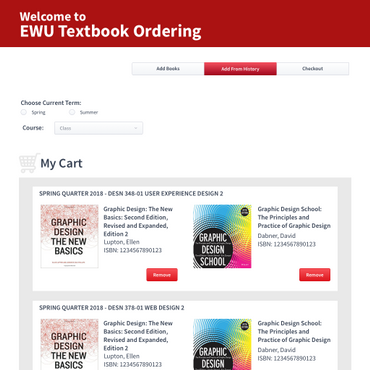 Welcome to
EWU Textbook Ordering
Add Books
Add From History
Checkout
Choose Current Term:
Spring
Summer
Course:
Class
My Cart
SPRING QUARTER 2018 - DESN 348-01 USER EXPERIENCE DESIGN 2
GRAPHIC
DESIGN
THE NEW
BASICS
Graphic Design: The New
Basics: Second Edition,
Revised and Expanded,
Edition 2
Lupton, Ellen
ISBN: 1234567890123
Remove
GRAPHIC
DESIGN
SCHOOL
Graphic Design School:
The Principles and
Practice of Graphic Design
Dabner, David
ISBN: 1234567890123
Remove
SPRING QUARTER 2018 - DESN 378-01 WEB DESIGN 2
GRAPHIC
DESIGN
THE NEW
BASICS
Graphic Design: The New
Basics: Second Edition,
Revised and Expanded,
Edition 2
Lupton, Ellen
ISBN: 1234567890123
GRAPHIC
DESIGN
Graphic Design School:
The Principles and
Practice of Graphic Design
Dabner, David
ISBN: 1234567890123